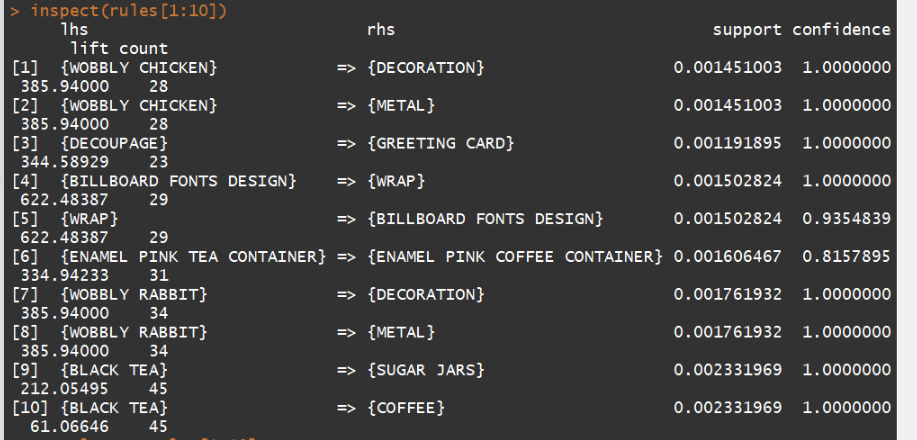 > inspect(rules[1:10])
lhs rhs support confidence
lift count
[1] {WOBBLY CHICKEN} => {DECORATION} 0.001451003 1.0000000
385.94000 28
[2] {WOBBLY CHICKEN} => {METAL} 0.001451003 1.0000000
385.94000 28
[3] {DECOUPAGE} => {GREETING CARD} 0.001191895 1.0000000
344.58929 23
[4] {BILLBOARD FONTS DESIGN} => {WRAP} 0.001502824 1.0000000
622.48387 29
[5] {WRAP} => {BILLBOARD FONTS DESIGN} 0.001502824 0.9354839
622.48387 29
[6] {ENAMEL PINK TEA CONTAINER} => {ENAMEL PINK COFFEE CONTAINER} 0.001606467 0.8157895
334.94233 31
[7] {WOBBLY RABBIT} => {DECORATION} 0.001761932 1.0000000
385.94000 34
[8] {WOBBLY RABBIT} => {METAL} 0.001761932 1.0000000
385.94000 34
[9] {BLACK TEA} => {SUGAR JARS} 0.002331969 1.0000000
212.05495 45
[10] {BLACK TEA} => {COFFEE} 0.002331969 1.0000000
61.06646 45